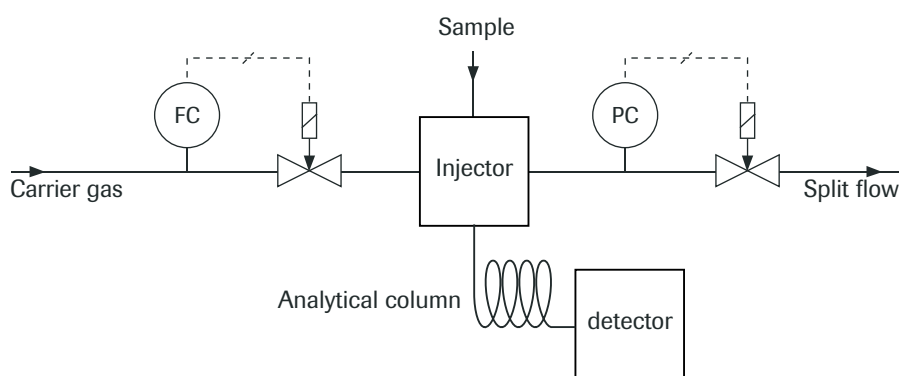 Sample
FC
PC
Injector
Carrier gas
Split flow
Analytical column
detector